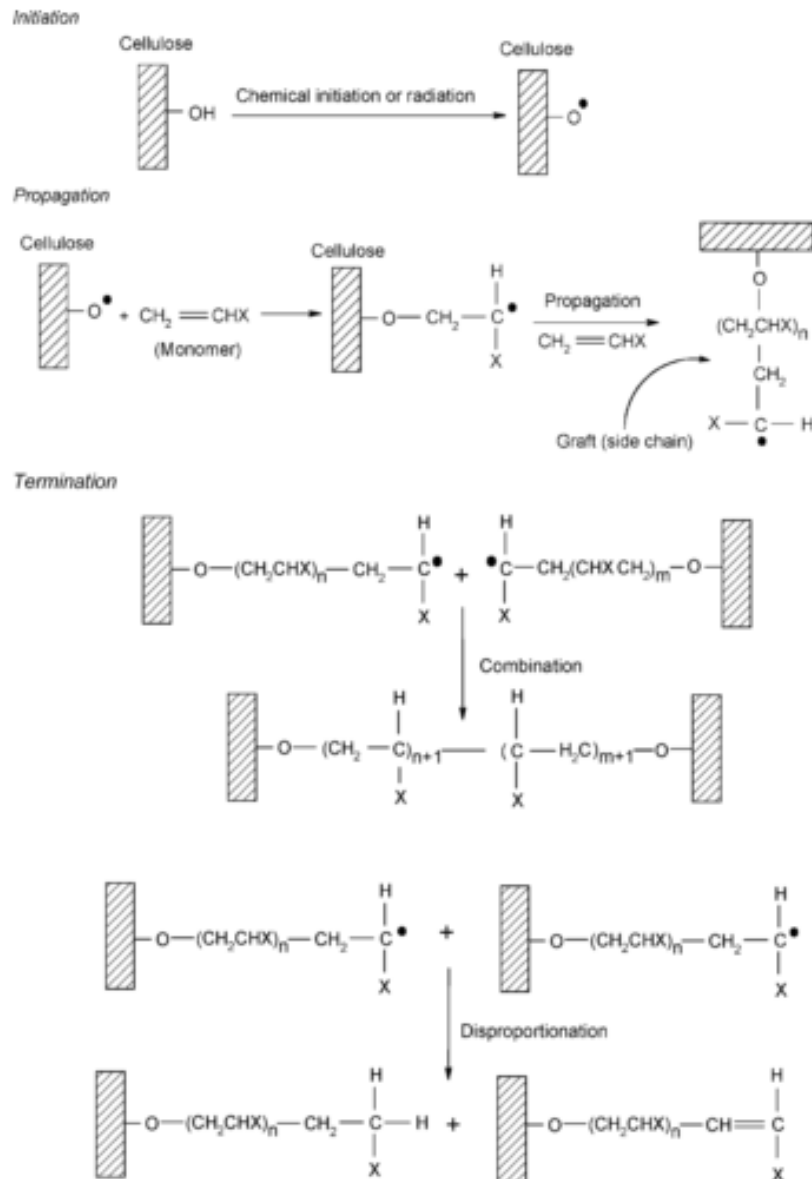 Initiation
Cellulose
Cellulose
OH
Chemical initiation or radiation
O•
Propagation
Cellulose
O• + CH2 ═ CHX
(Monomer)
Cellulose
H
O — CH2 — C•
X
Propagation
CH2 ═ CHX
O
(CH2CHX)n
CH2
X — C — H
•
Graft (side chain)
Termination
H
H
O—(CH2CHX)n—CH2—C• + •C—CH2(CHX CH2)m—O
X
X
Combination
H
H
O—(CH2—C)n+1—(C—H2C)m+1—O
X
X
H
H
O—(CH2CHX)n—CH2—C• + O—(CH2CHX)n—CH2—C•
X
X
Disproportionation
H
H
O—(CH2CHX)n—CH2—C—H + O—(CH2CHX)n—CH═C
X
X